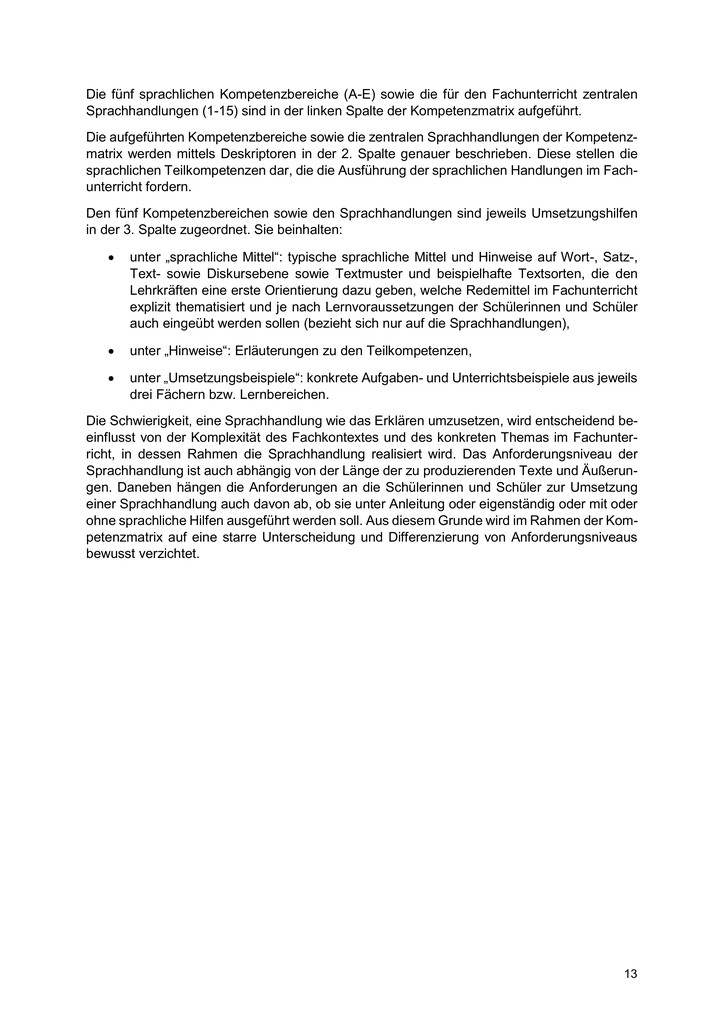 Die fünf sprachlichen Kompetenzbereiche (A-E) sowie die für den Fachunterricht zentralen
Sprachhandlungen (1-15) sind in der linken Spalte der Kompetenzmatrix aufgeführt.
Die aufgeführten Kompetenzbereiche sowie die zentralen Sprachhandlungen der Kompetenz-
matrix werden mittels Deskriptoren in der 2. Spalte genauer beschrieben. Diese stellen die
sprachlichen Teilkompetenzen dar, die die Ausführung der sprachlichen Handlungen im Fach-
unterricht fordern.
Den fünf Kompetenzbereichen sowie den Sprachhandlungen sind jeweils Umsetzungshilfen
in der 3. Spalte zugeordnet. Sie beinhalten:
• unter „sprachliche Mittel“: typische sprachliche Mittel und Hinweise auf Wort-, Satz-,
Text- sowie Diskursebene sowie Textmuster und beispielhafte Textsorten, die den
Lehrkräften eine erste Orientierung dazu geben, welche Redemittel im Fachunterricht
explizit thematisiert und je nach Lernvoraussetzungen der Schülerinnen und Schüler
auch eingeübt werden sollen (bezieht sich nur auf die Sprachhandlungen),
• unter „Hinweise“: Erläuterungen zu den Teilkompetenzen,
• unter „Umsetzungsbeispiele“: konkrete Aufgaben- und Unterrichtsbeispiele aus jeweils
drei Fächern bzw. Lernbereichen.
Die Schwierigkeit, eine Sprachhandlung wie das Erklären umzusetzen, wird entscheidend be-
einflusst von der Komplexität des Fachkontextes und des konkreten Themas im Fachunter-
richt, in dessen Rahmen die Sprachhandlung realisiert wird. Das Anforderungsniveau der
Sprachhandlung ist auch abhängig von der Länge der zu produzierenden Texte und Äußerun-
gen. Daneben hängen die Anforderungen an die Schülerinnen und Schüler zur Umsetzung
einer Sprachhandlung auch davon ab, ob sie unter Anleitung oder eigenständig oder mit oder
ohne sprachliche Hilfen ausgeführt werden soll. Aus diesem Grunde wird im Rahmen der Kom-
petenzmatrix auf eine starre Unterscheidung und Differenzierung von Anforderungsniveaus
bewusst verzichtet.
13